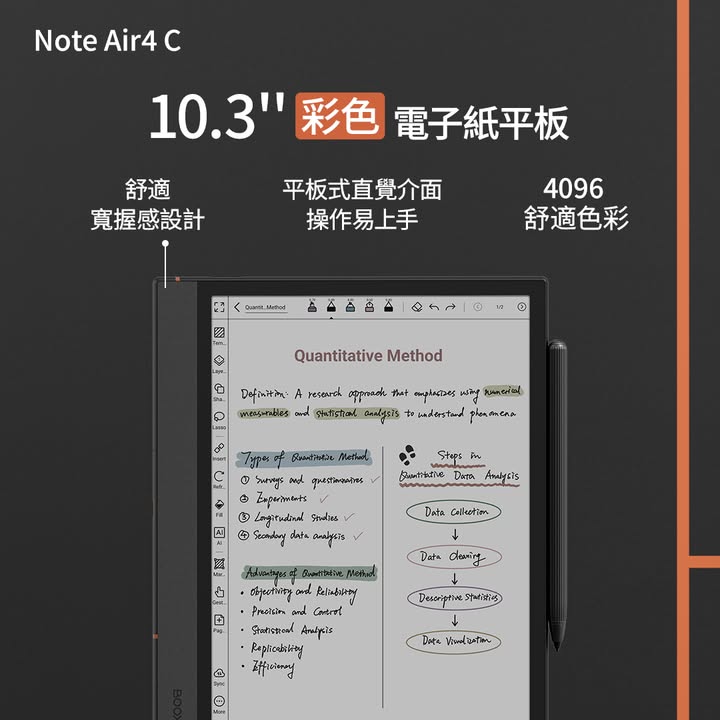 Note Air4 C
10.3" 彩色 電子紙平板
舒適
寬握感設計
平板式直覺介面
操作易上手
4096
舒適色彩
Quantit...Method
1/2
Tem...
Laye...
Sha...
Lasso
Insert
Refr...
Fill
AI
AI
Mar...
Gest...
Pag...
Sync
More
BOOX
Quantitative Method
Definition: A research approach that emphasizes using numerical
measurables and statistical analysis to understand phenomena
Types of Quantitative Method
① Surveys and questionnaires ✓
② Experiments ✓
③ Longitudinal Studies ✓
④ Secondary data analysis ✓
Advantages of Quantitative Method
• Objectivity and Reliability
• Precision and Control
• Statistical Analysis
• Replicability
• Efficiency
Steps in
Quantitative Data Analysis
Data Collection
↓
Data Cleaning
↓
Descriptive Statistics
↓
Data Visualization